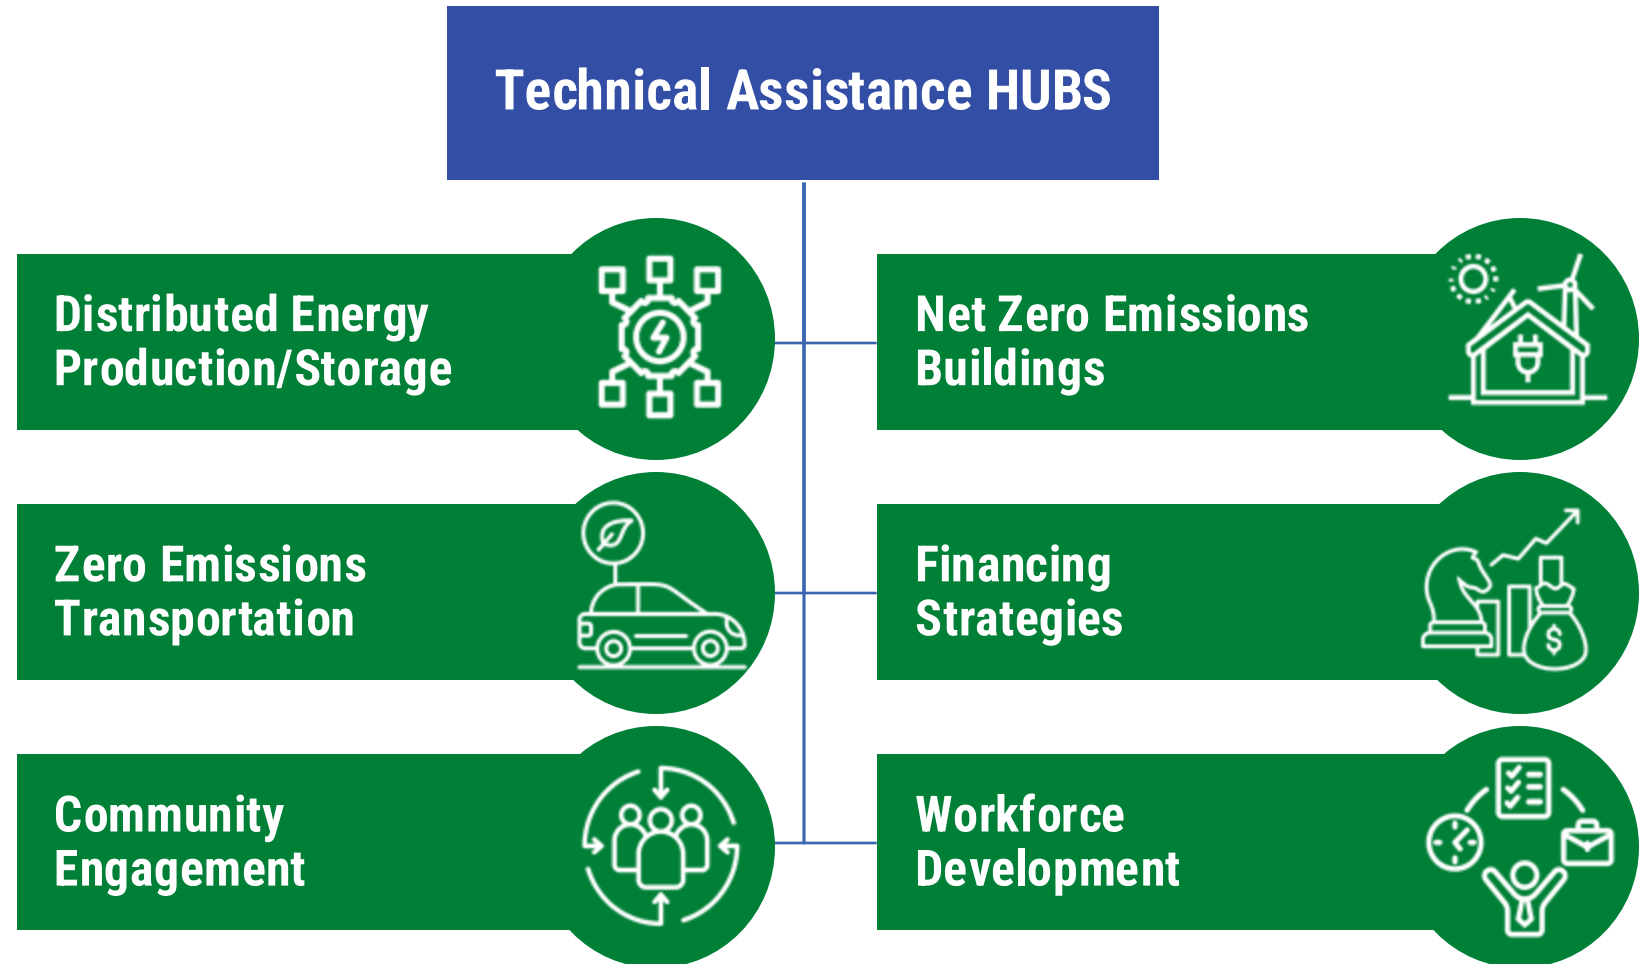 Technical Assistance HUBS
Distributed Energy
Production/Storage
Net Zero Emissions
Buildings
Zero Emissions
Transportation
Financing
Strategies
$
Community
Engagement
Workforce
Development